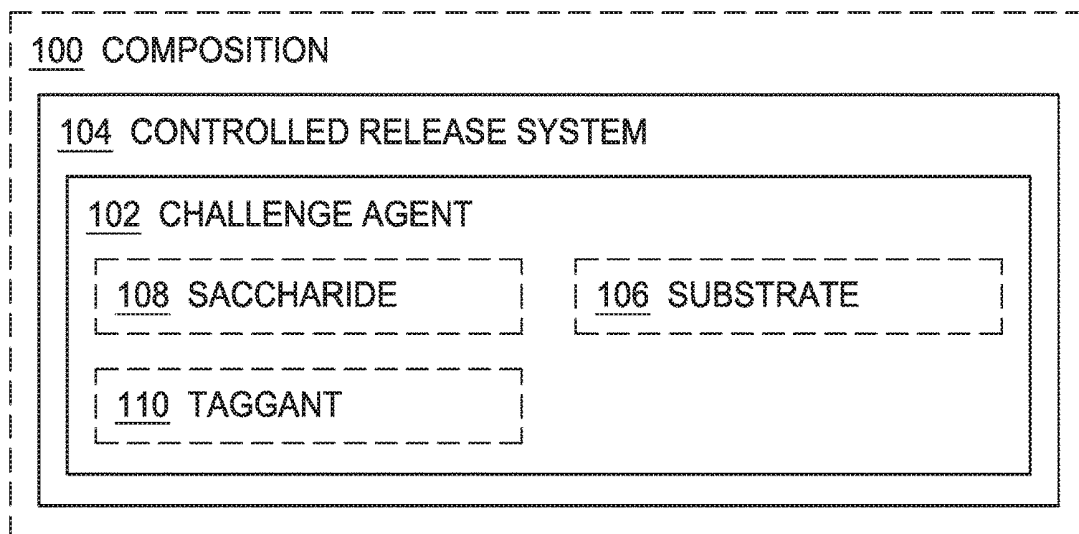 100 COMPOSITION
104 CONTROLLED RELEASE SYSTEM
102 CHALLENGE AGENT
108 SACCHARIDE
106 SUBSTRATE
110 TAGGANT